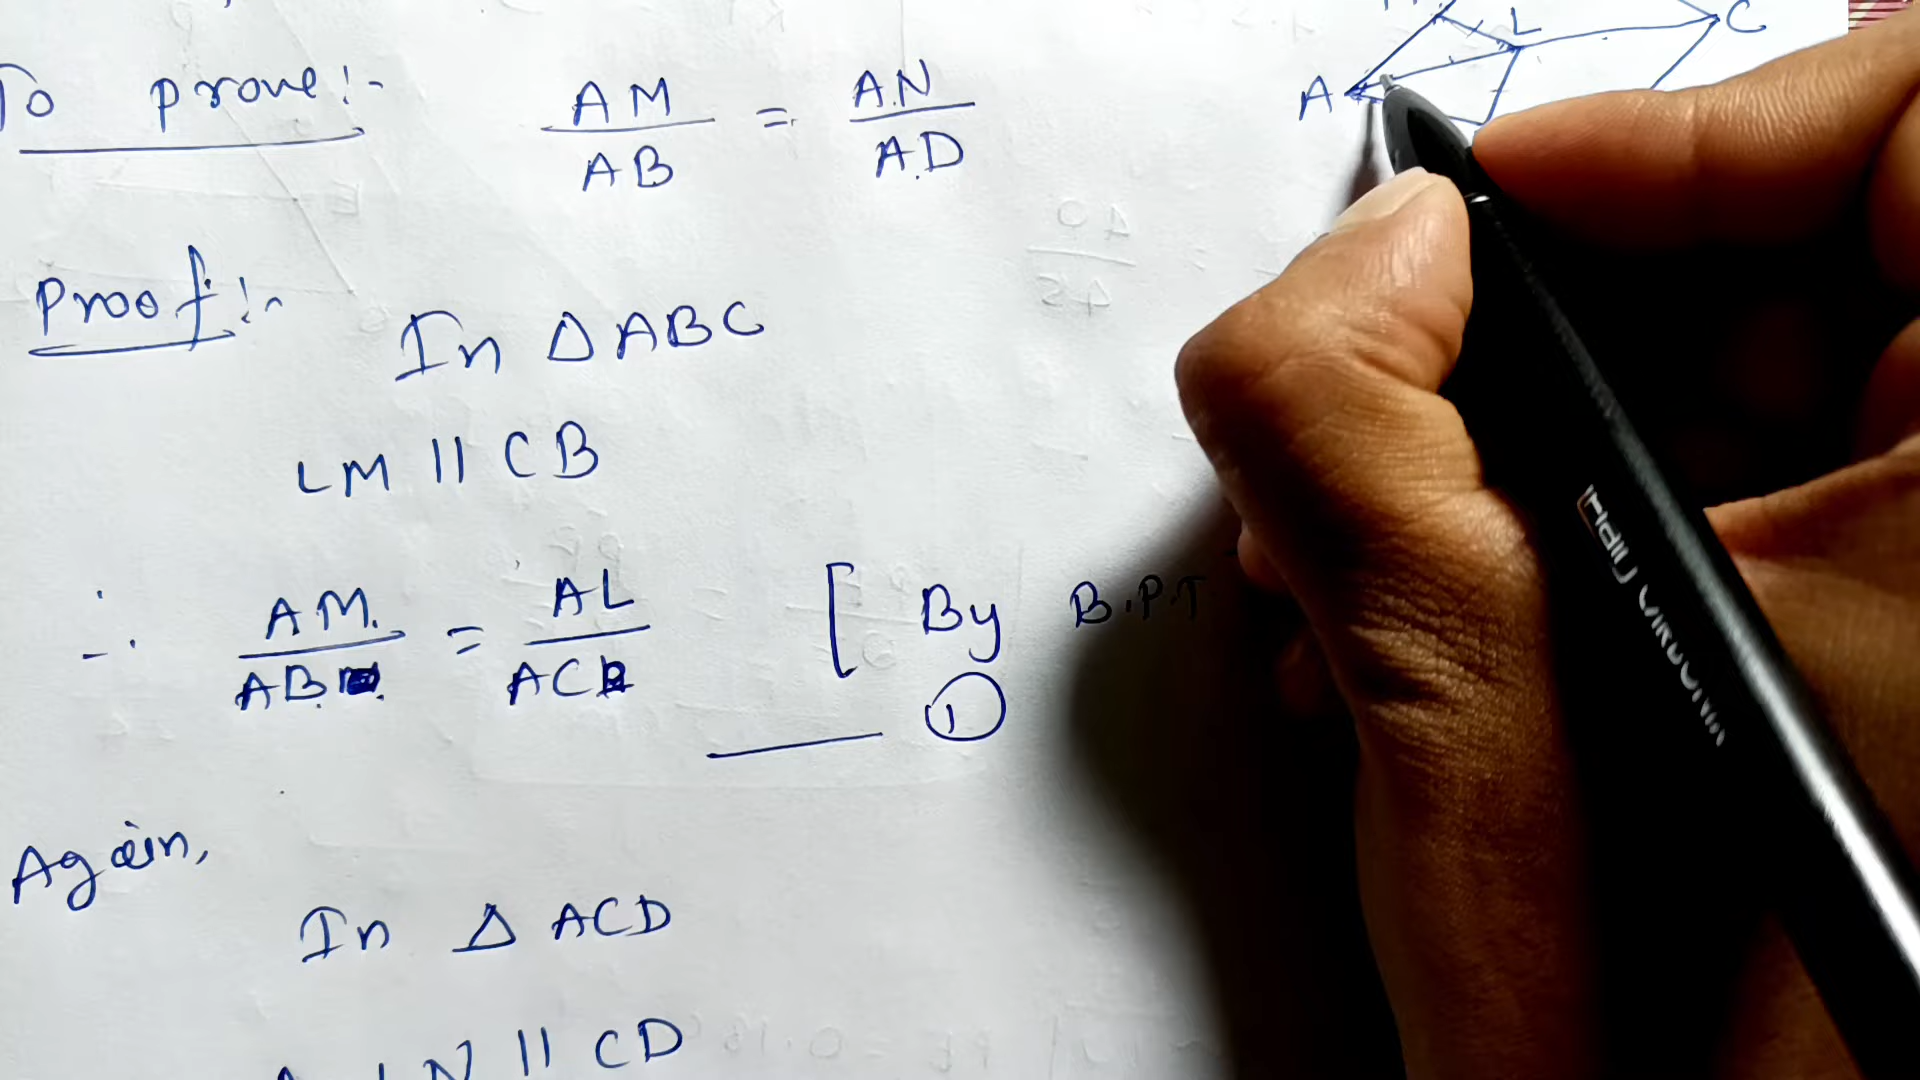 To prove:- AM/AB = AN/AD
A L C
Proof:- In △ABC
LM || CB
∴ AM/AB = AL/AC [By B.P.T
①
Again,
In △ ACD
LN || CD